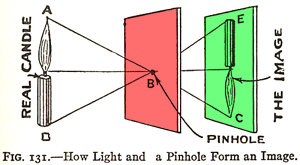 A
E
REAL CANDLE
B
THE IMAGE
D
C
PINHOLE
FIG. 131.—How Light and a Pinhole Form an Image.